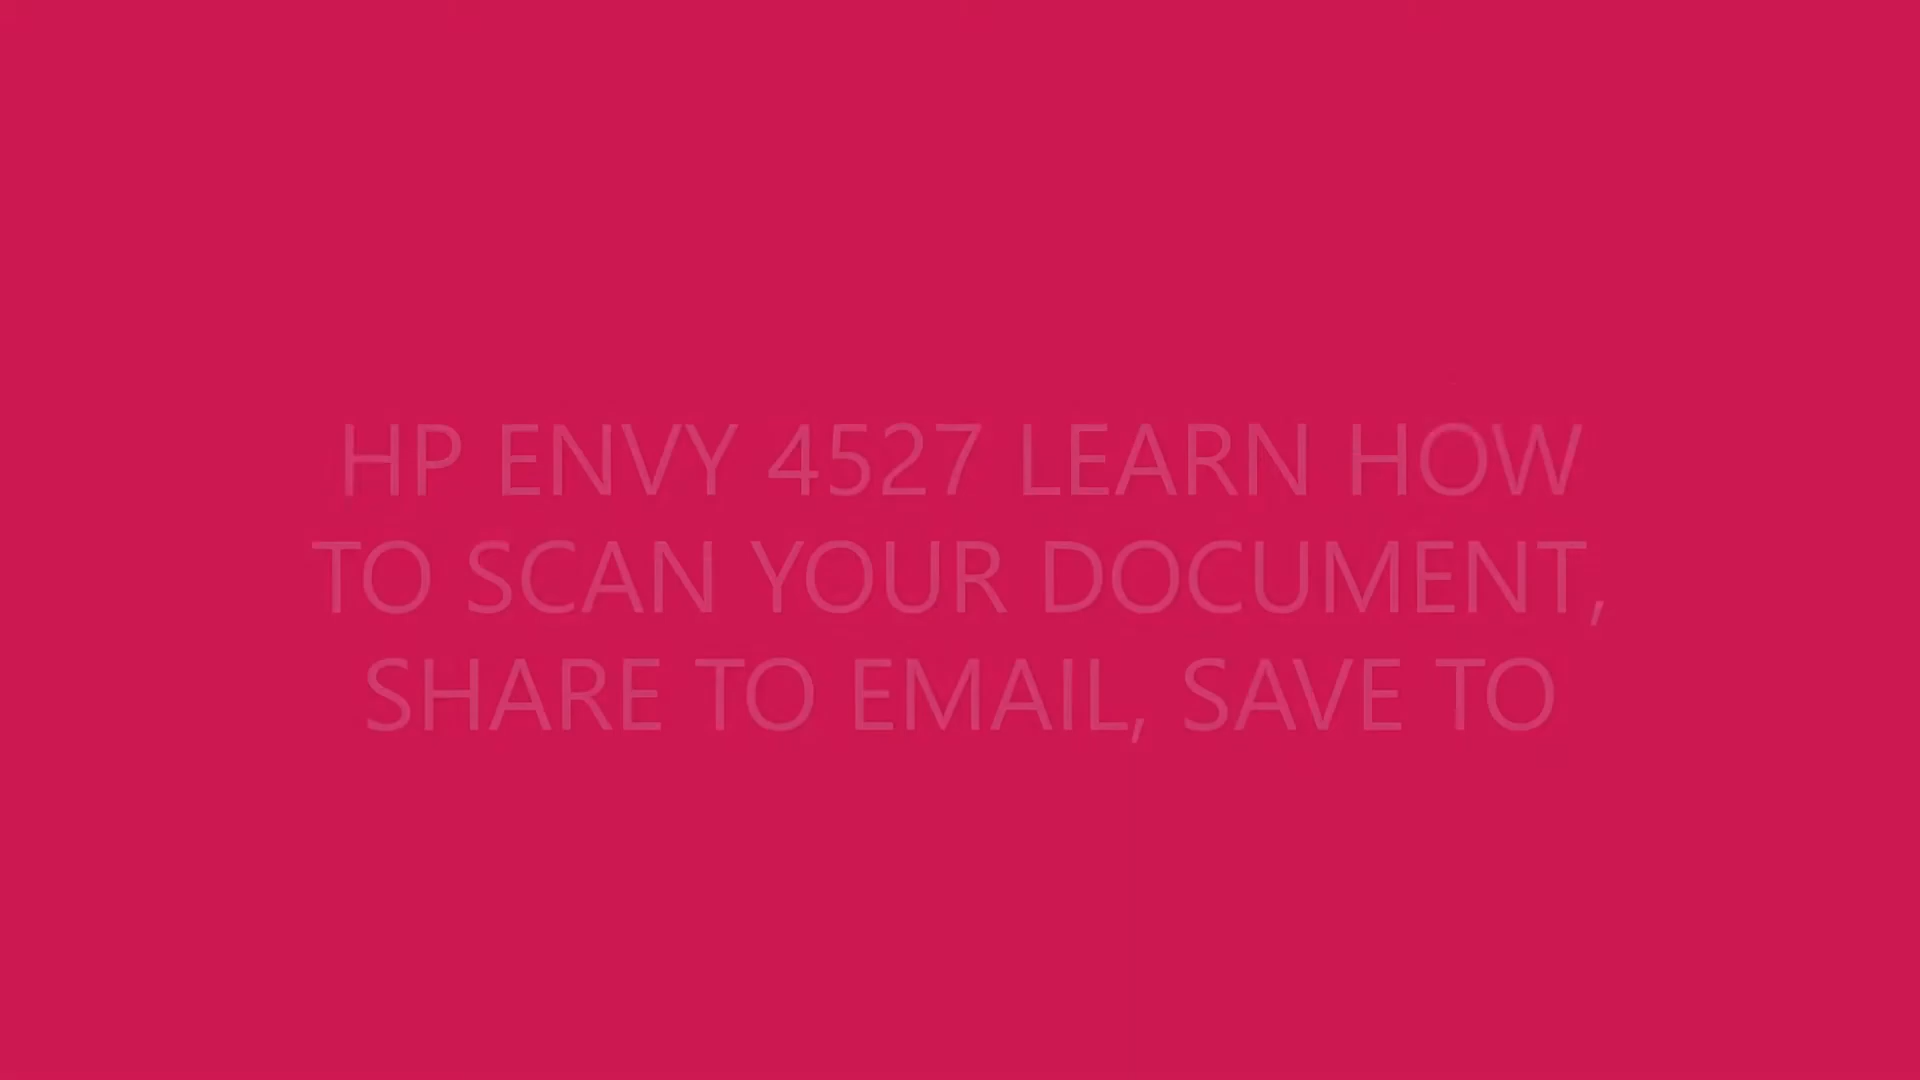 HP ENVY 4527 LEARN HOW
TO SCAN YOUR DOCUMENT,
SHARE TO EMAIL, SAVE TO